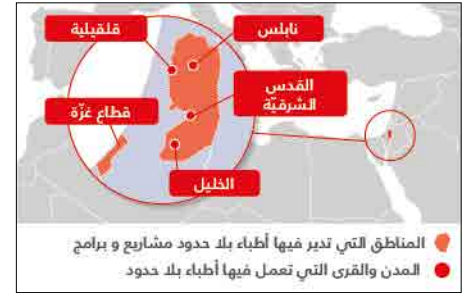 نابلس
قلقيلية
القدس
الشرقيّة
قطاع غزّة
الخليل
المناطق التي تدير فيها أطباء بلا حدود مشاريع و برامج
المدن والقرى التي تعمل فيها أطباء بلا حدود